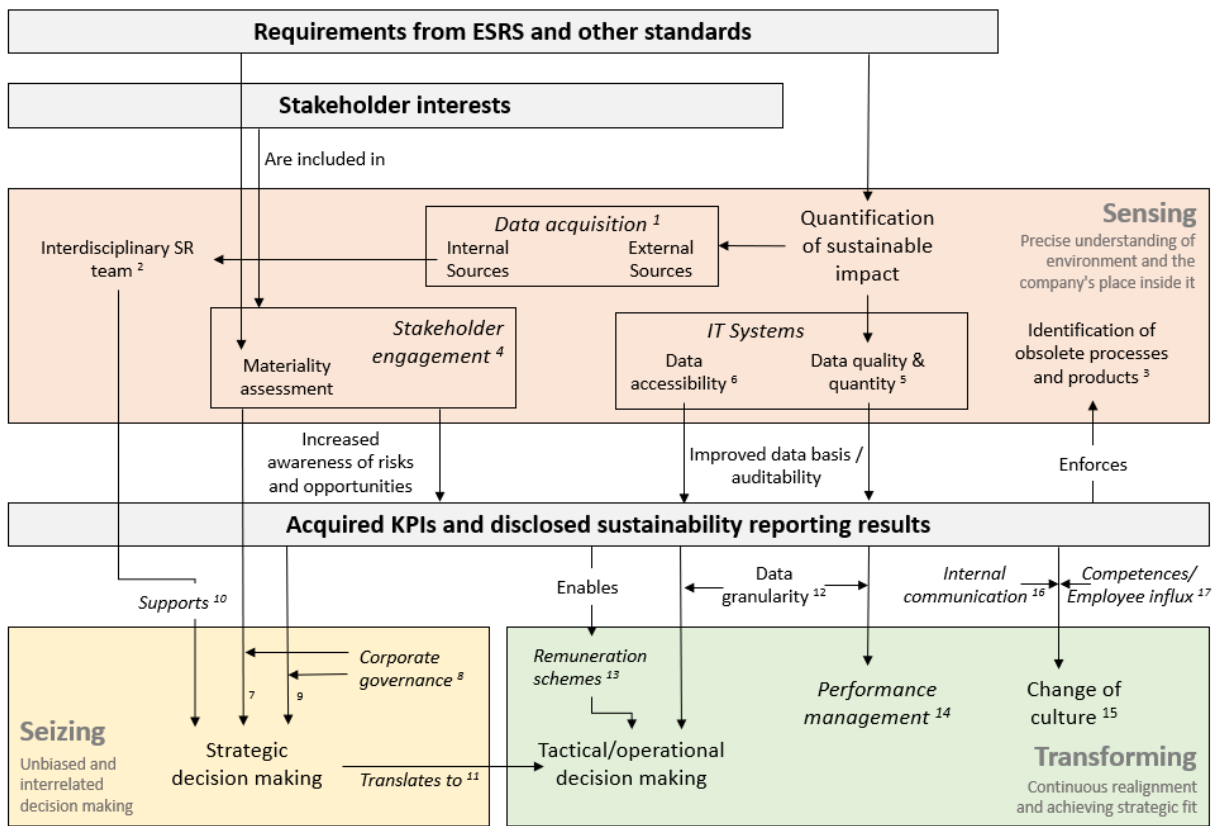 Requirements from ESRS and other standards
Stakeholder interests
Are included in
Sensing
Precise understanding of
environment and the
company's place inside it
Interdisciplinary SR
team 2
Data acquisition 1
Internal
Sources
External
Sources
Quantification
of sustainable
impact
Stakeholder
engagement 4
Materiality
assessment
IT Systems
Data
accessibility 6
Data quality &
quantity 5
Identification of
obsolete processes
and products 3
Increased
awareness of risks
and opportunities
Improved data basis /
auditability
Enforces
Acquired KPIs and disclosed sustainability reporting results
Supports 10
Enables
Data
granularity 12
Internal
communication 16
Competences/
Employee influx 17
Corporate
governance 8
7
9
Seizing
Unbiased and
interrelated
decision making
Strategic
decision making
Translates to 11
Remuneration
schemes 13
Tactical/operational
decision making
Performance
management 14
Change of
culture 15
Transforming
Continuous realignment
and achieving strategic fit